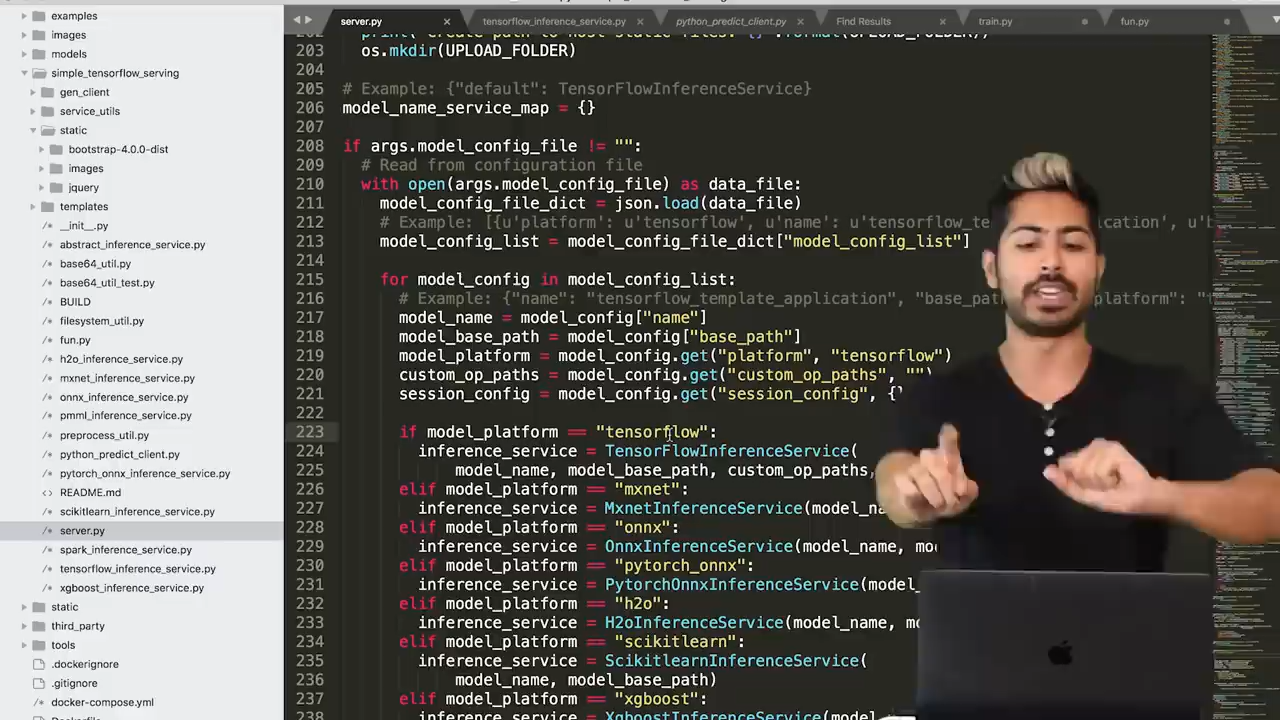 examples
images
models
simple_tensorflow_serving
gen_client
service_utils
static
bootstrap-4.0.0-dist
images
jquery
templates
__init__.py
abstract_inference_service.py
base64_util.py
base64_util_test.py
BUILD
filesystem_util.py
fun.py
h2o_inference_service.py
mxnet_inference_service.py
onnx_inference_service.py
pmml_inference_service.py
preprocess_util.py
python_predict_client.py
pytorch_onnx_inference_service.py
README.md
scikitlearn_inference_service.py
server.py
spark_inference_service.py
tensorflow_inference_service.py
xgboost_inference_service.py
static
third_party
tools
.dockerignore
.gitignore
docker-compose.yml
server.py
tensorflow_inference_service.py
python_predict_client.py
Find Results
train.py
fun.py
203 os.mkdir(UPLOAD_FOLDER)
204
205 # Example: {"default": TensorFlowInferenceService}
206 model_name_service_map = {}
207
208 if args.model_config_file != "":
209 # Read from configuration file
210 with open(args.model_config_file) as data_file:
211 model_config_file_dict = json.load(data_file)
212 # Example: [{u'platform': u'tensorflow', u'name': u'tensorflow_te
213 model_config_list = model_config_file_dict["model_config_list"]
214
215 for model_config in model_config_list:
216 # Example: {"name": "tensorflow_template_application", "base_path
217 model_name = model_config["name"]
218 model_base_path = model_config["base_path"]
219 model_platform = model_config.get("platform", "tensorflow")
220 custom_op_paths = model_config.get("custom_op_paths", "")
221 session_config = model_config.get("session_config", {}
222
223 if model_platform == "tensorflow":
224 inference_service = TensorFlowInferenceService(
225 model_name, model_base_path, custom_op_paths,
226 elif model_platform == "mxnet":
227 inference_service = MxnetInferenceService(model_na
228 elif model_platform == "onnx":
229 inference_service = OnnxInferenceService(model_name, mo
230 elif model_platform == "pytorch_onnx":
231 inference_service = PytorchOnnxInferenceService(model_
232 elif model_platform == "h2o":
233 inference_service = H2oInferenceService(model_name, mo
234 elif model_platform == "scikitlearn":
235 inference_service = ScikitlearnInferenceService(
236 model_name, model_base_path)
237 elif model_platform == "xgboost":
238